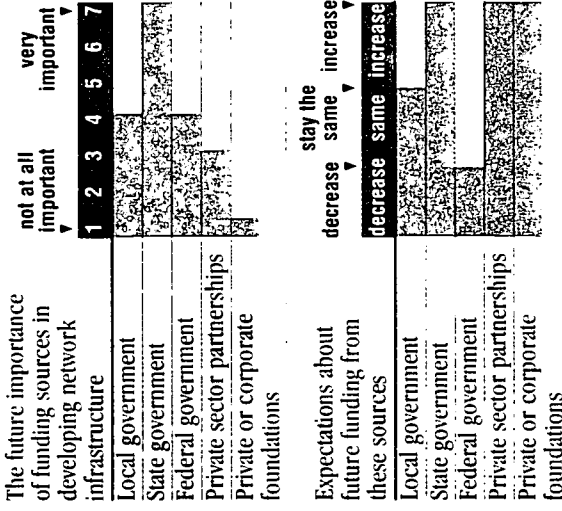 The future importance
of funding sources in
developing network
infrastructure
not at all
important
very
important
1 2 3 4 5 6 7
Local government
State government
Federal government
Private sector partnerships
Private or corporate
foundations
Expectations about
future funding from
these sources
decrease
stay the
same
increase
decrease same increase
Local government
State government
Federal government
Private sector partnerships
Private or corporate
foundations